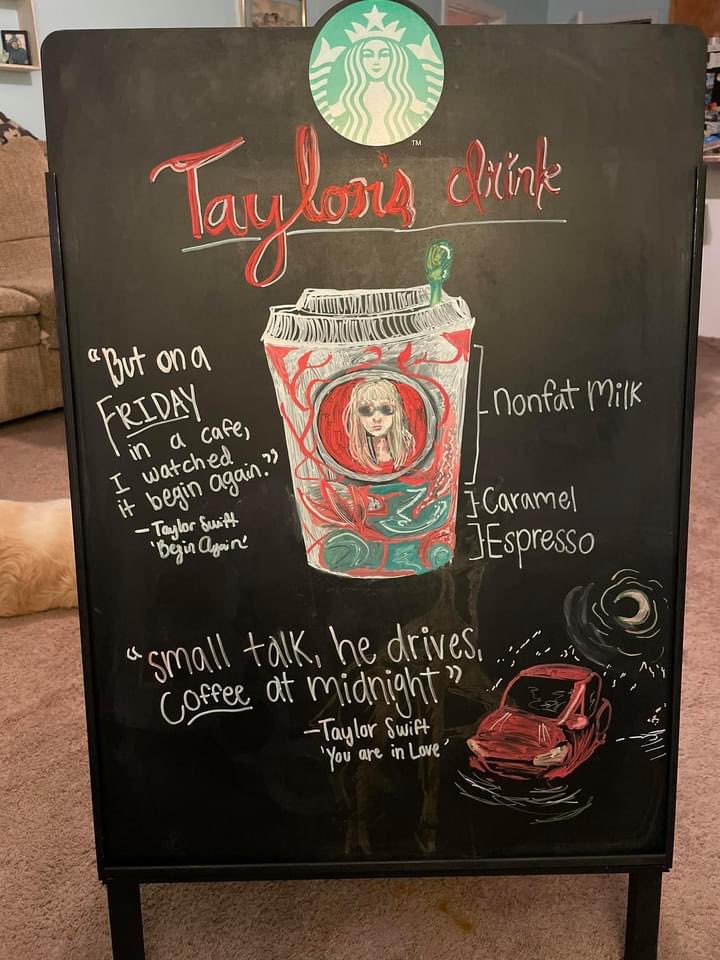 TM
Taylor's drink
"But on a
FRIDAY
in a cafe,
I watched
it begin again."
-Taylor Swift
'Begin Again'
Nonfat Milk
Caramel
Espresso
"small talk, he drives,
Coffee at midnight"
-Taylor Swift
'You are in Love'